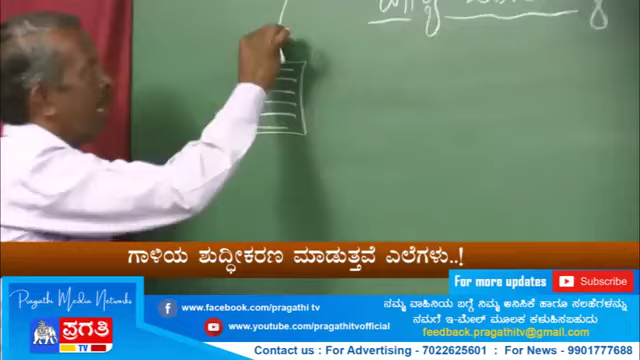 ಗಾಳಿಯ ಶುದ್ಧೀಕರಣ ಮಾಡುತ್ತವೆ ಎಲೆಗಳು..!
For more updates
Subscribe
Pragathi Media Networks
ಪ್ರಗತಿ
TV
www.facebook.com/pragathi tv
www.youtube.com/pragathitvofficial
ನಮ್ಮ ವಾಹಿನಿಯ ಬಗ್ಗೆ ನಿಮ್ಮ ಅನಿಸಿಕೆ ಹಾಗೂ ಸಲಹೆಗಳನ್ನು
ನಮಗೆ ಇ-ಮೇಲ್ ಮೂಲಕ ಕಳುಹಿಸಬಹುದು
feedback.pragathitv@gmail.com
Contact us : For Advertising - 7022625601 : For News - 9901777688